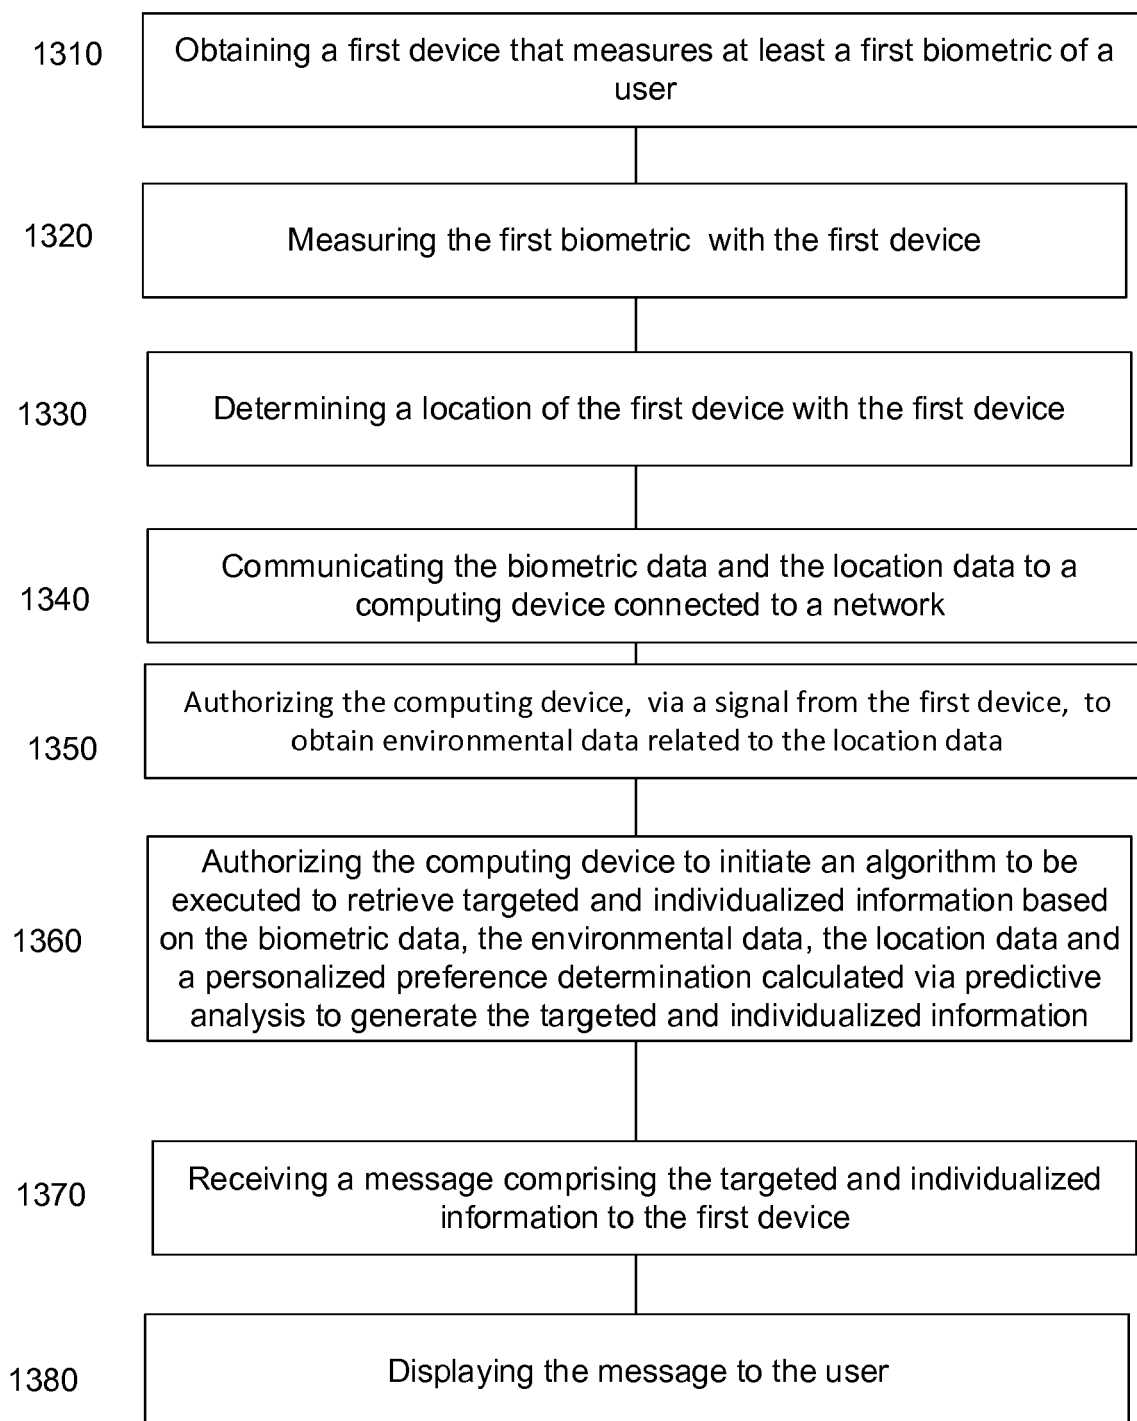 1310
Obtaining a first device that measures at least a first biometric of a
user
1320
Measuring the first biometric with the first device
1330
Determining a location of the first device with the first device
1340
Communicating the biometric data and the location data to a
computing device connected to a network
1350
Authorizing the computing device, via a signal from the first device, to
obtain environmental data related to the location data
1360
Authorizing the computing device to initiate an algorithm to be
executed to retrieve targeted and individualized information based
on the biometric data, the environmental data, the location data and
a personalized preference determination calculated via predictive
analysis to generate the targeted and individualized information
1370
Receiving a message comprising the targeted and individualized
information to the first device
1380
Displaying the message to the user